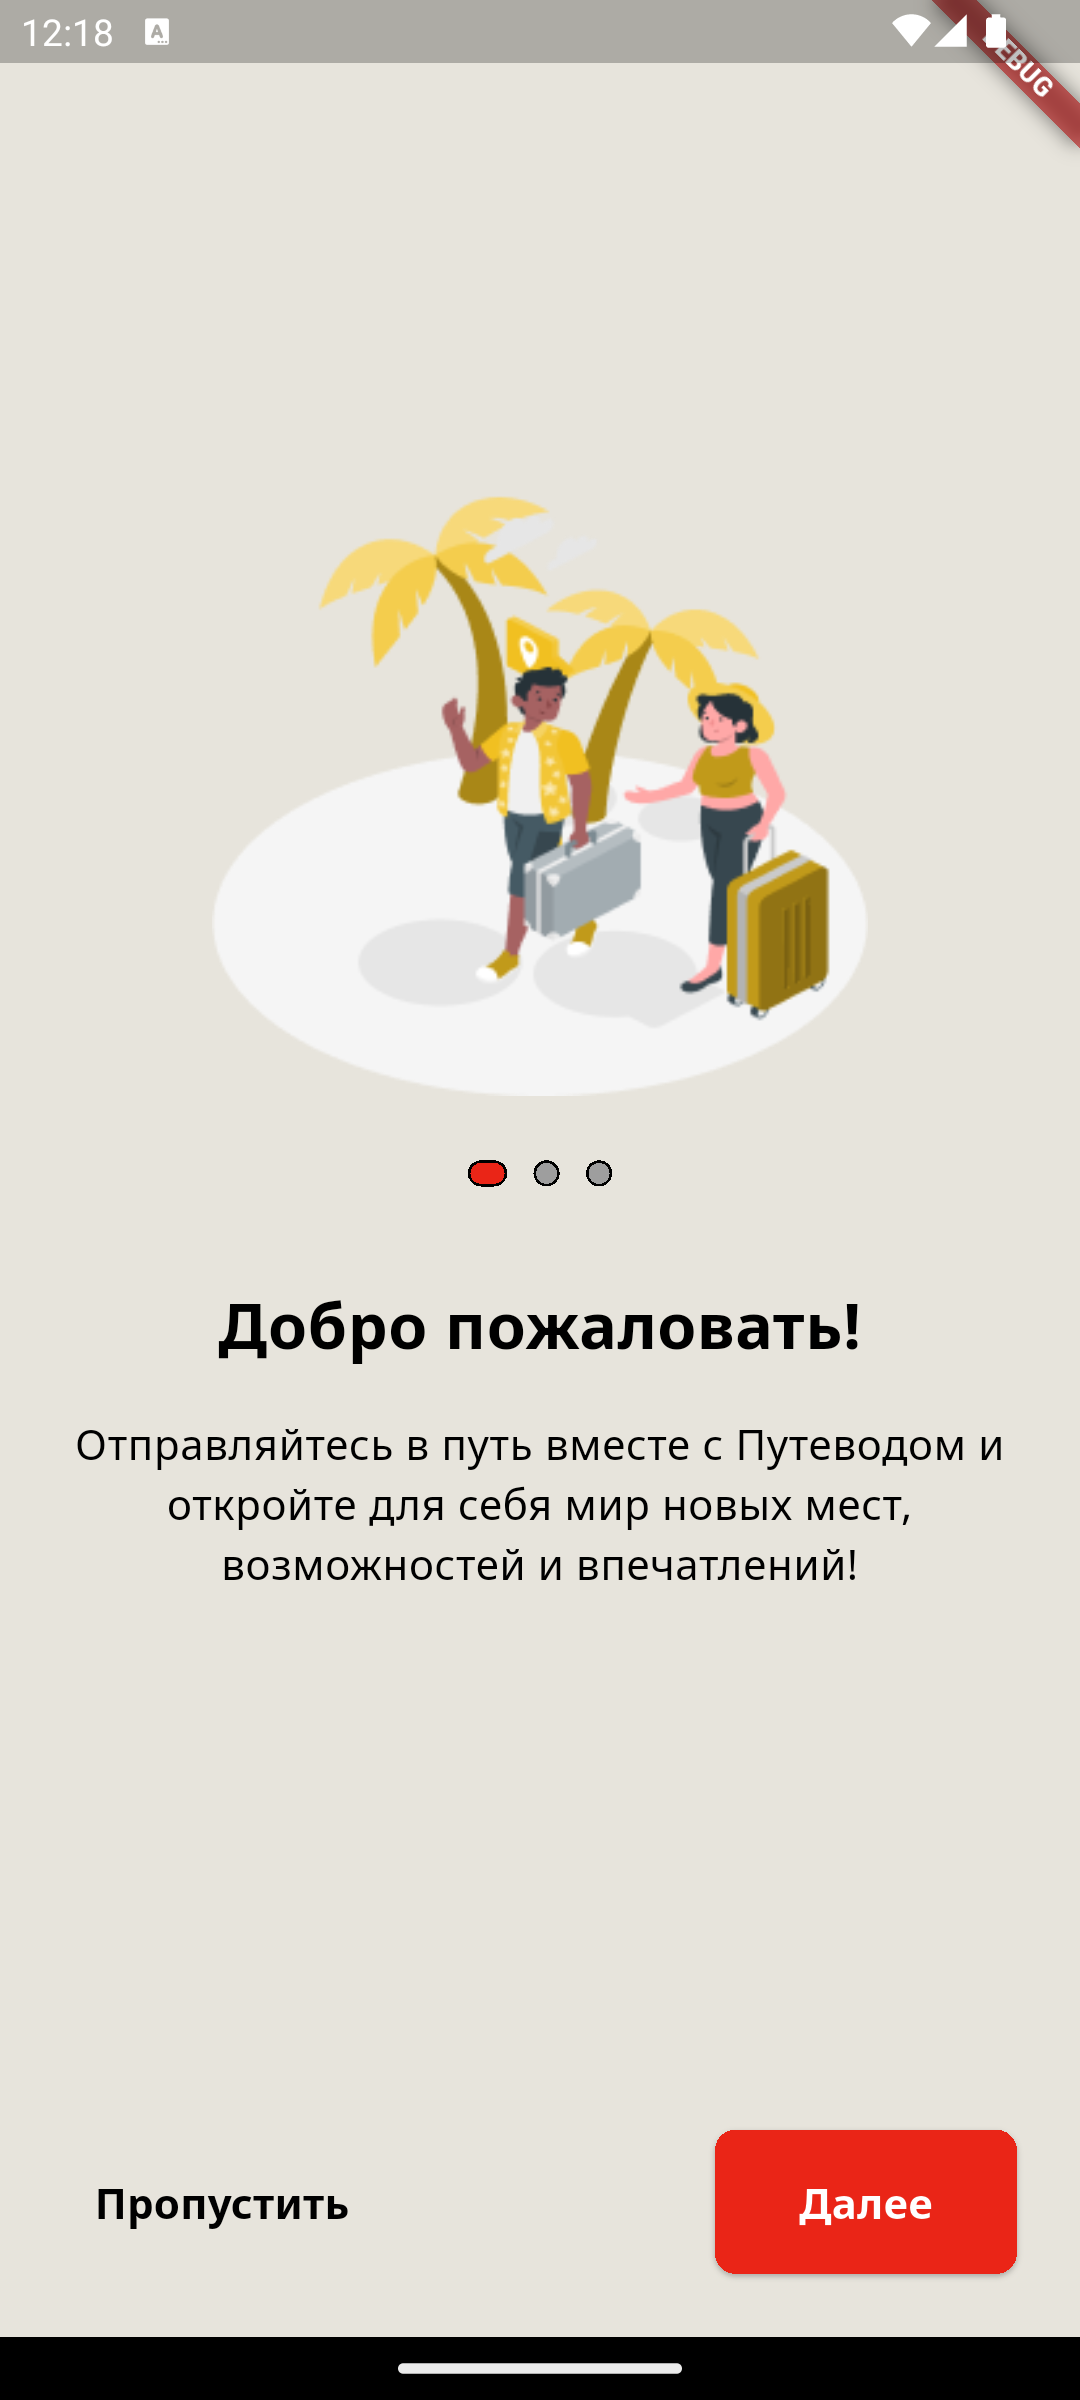 12:18
DEBUG
Добро пожаловать!
Отправляйтесь в путь вместе с Путеводом и
откройте для себя мир новых мест,
возможностей и впечатлений!
Пропустить
Далее